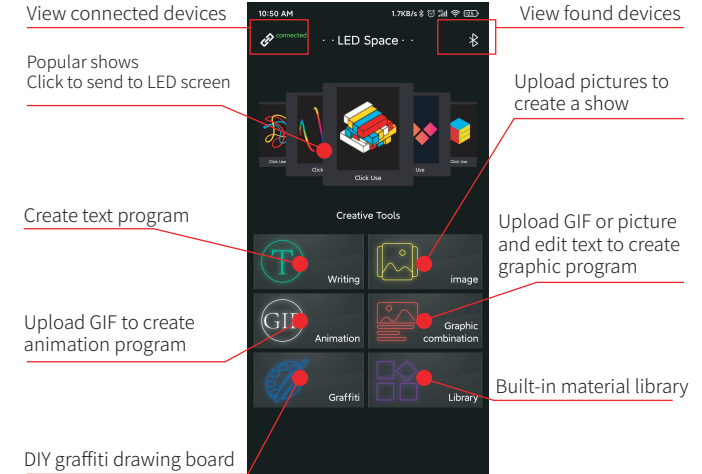 View connected devices
View found devices
10:50 AM
1.7KB/s
connected
· · LED Space · ·
Popular shows
Click to send to LED screen
Upload pictures to
create a show
Click Use
Click
Click Use
Use
Click Use
Create text program
Creative Tools
Upload GIF or picture
and edit text to create
graphic program
T
Writing
image
Upload GIF to create
animation program
GIF
Animation
Graphic
combination
Built-in material library
Graffiti
Library
DIY graffiti drawing board